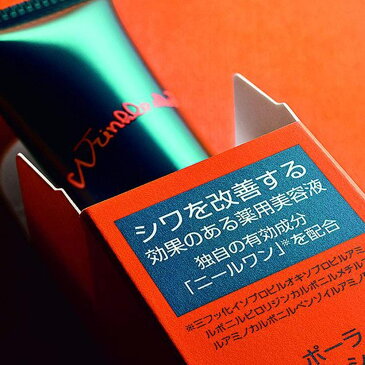 Wrinkle
シワを改善する
効果のある薬用美容液
独自の有効成分
「ニールワン」※を配合
※三フッ化イソプロピルオキソプロピルアミノ
ルボニルピロリジンカルボニルメチル
ルアミノカルボニルベンゾイルアミノ
ポーラ